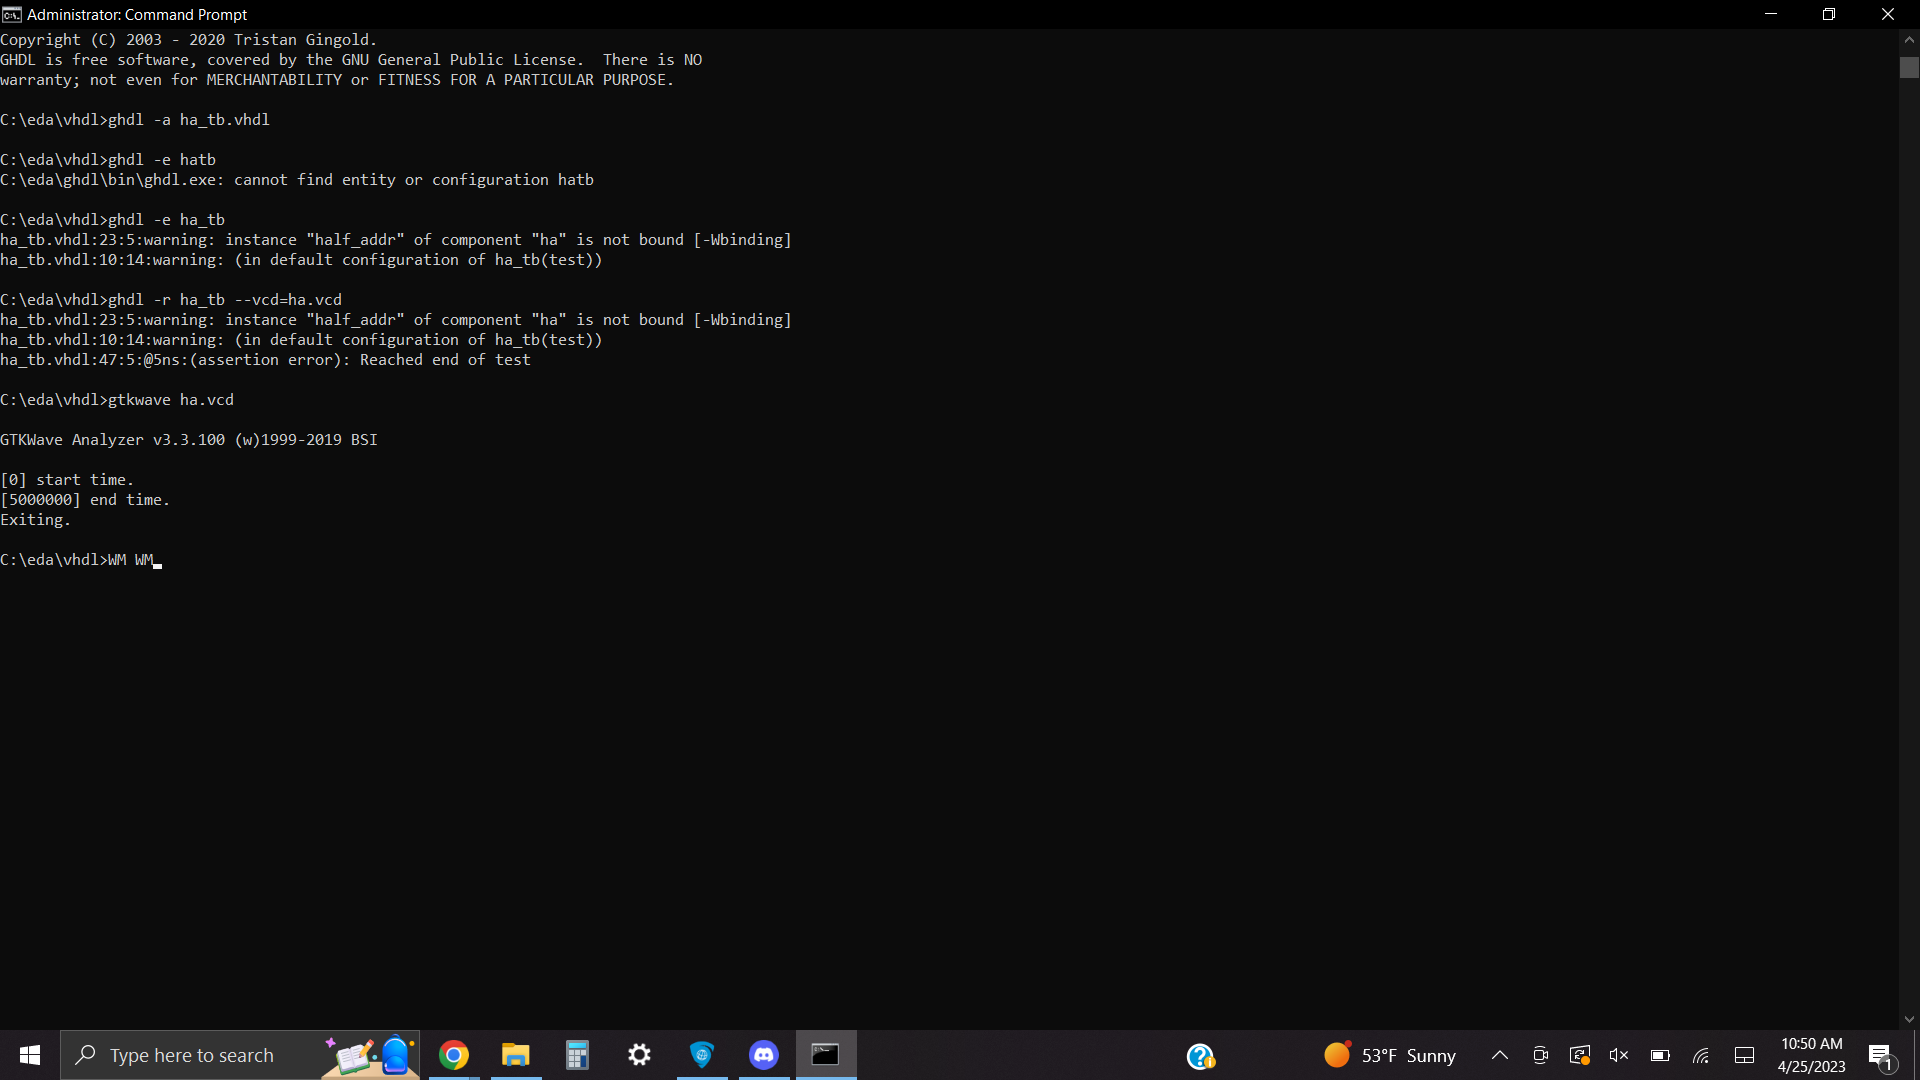 Administrator: Command Prompt
Copyright (C) 2003 - 2020 Tristan Gingold.
GHDL is free software, covered by the GNU General Public License.  There is NO
warranty; not even for MERCHANTABILITY or FITNESS FOR A PARTICULAR PURPOSE.
C:\eda\vhdl>ghdl -a ha_tb.vhdl
C:\eda\vhdl>ghdl -e hatb
C:\eda\ghdl\bin\ghdl.exe: cannot find entity or configuration hatb
C:\eda\vhdl>ghdl -e ha_tb
ha_tb.vhdl:23:5:warning: instance "half_addr" of component "ha" is not bound [-Wbinding]
ha_tb.vhdl:10:14:warning: (in default configuration of ha_tb(test))
C:\eda\vhdl>ghdl -r ha_tb --vcd=ha.vcd
ha_tb.vhdl:23:5:warning: instance "half_addr" of component "ha" is not bound [-Wbinding]
ha_tb.vhdl:10:14:warning: (in default configuration of ha_tb(test))
ha_tb.vhdl:47:5:@5ns:(assertion error): Reached end of test
C:\eda\vhdl>gtkwave ha.vcd
GTKWave Analyzer v3.3.100 (w)1999-2019 BSI
[0] start time.
[5000000] end time.
Exiting.
C:\eda\vhdl>WM WM
Type here to search
53°F Sunny
10:50 AM
4/25/2023
1